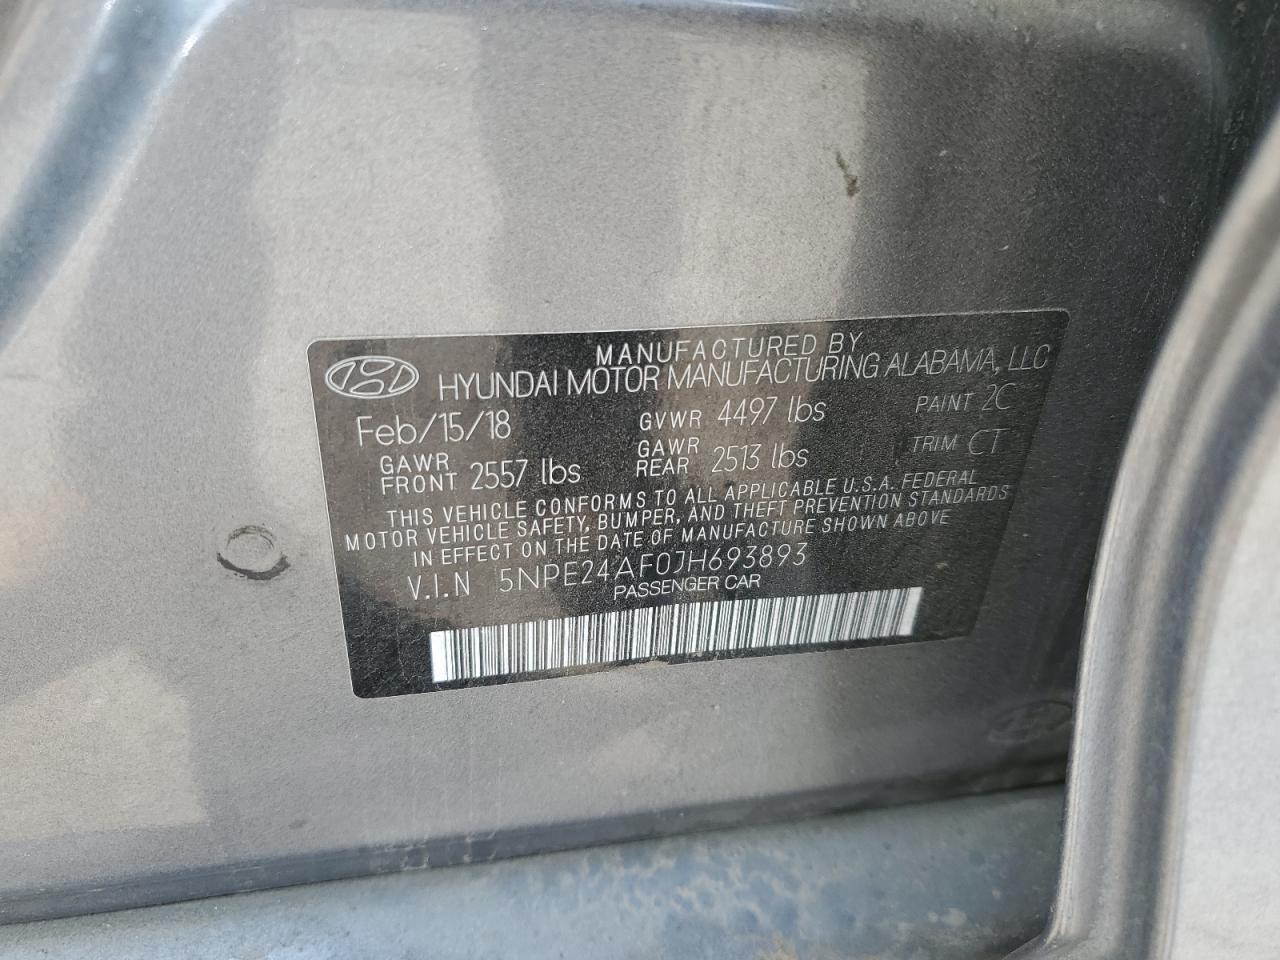 MANUFACTURED BY
HYUNDAI MOTOR MANUFACTURING ALABAMA, LLC
Feb/15/18 GVWR 4497 lbs PAINT 2C
GAWR FRONT 2557 lbs GAWR REAR 2513 lbs TRIM CT
THIS VEHICLE CONFORMS TO ALL APPLICABLE U.S.A. FEDERAL
MOTOR VEHICLE SAFETY, BUMPER, AND THEFT PREVENTION STANDARDS
IN EFFECT ON THE DATE OF MANUFACTURE SHOWN ABOVE
V.I.N 5NPE24AF0JH693893
PASSENGER CAR